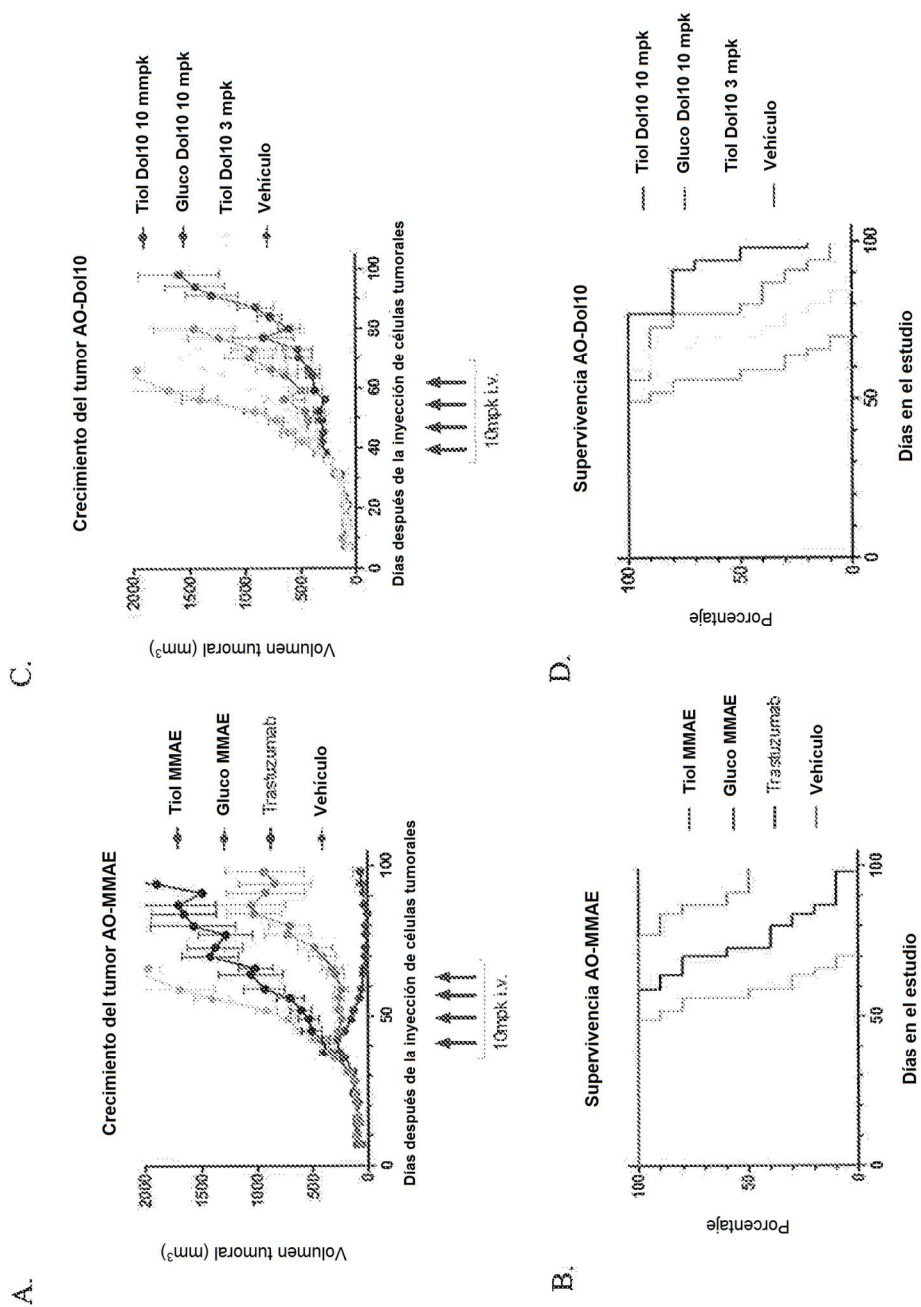 A.
Crecimiento del tumor AO-MMAE
Volumen tumoral (mm³)
2000
1500
1000
500
0
0
50
100
Días después de la inyección de células tumorales
10mpk i.v.
Tiol MMAE
Gluco MMAE
Trastuzumab
Vehículo
B.
Supervivencia AO-MMAE
Porcentaje
100
50
0
0
50
100
Días en el estudio
Tiol MMAE
Gluco MMAE
Trastuzumab
Vehículo
C.
Crecimiento del tumor AO-Dol10
Volumen tumoral (mm³)
2000
1500
1000
500
0
0
20
40
60
80
100
Días después de la inyección de células tumorales
10mpk i.v.
Tiol Dol10 10 mmpk
Gluco Dol10 10 mpk
Tiol Dol10 3 mpk
Vehículo
D.
Supervivencia AO-Dol10
Porcentaje
100
50
0
0
50
100
Días en el estudio
Tiol Dol10 10 mpk
Gluco Dol10 10 mpk
Tiol Dol10 3 mpk
Vehículo